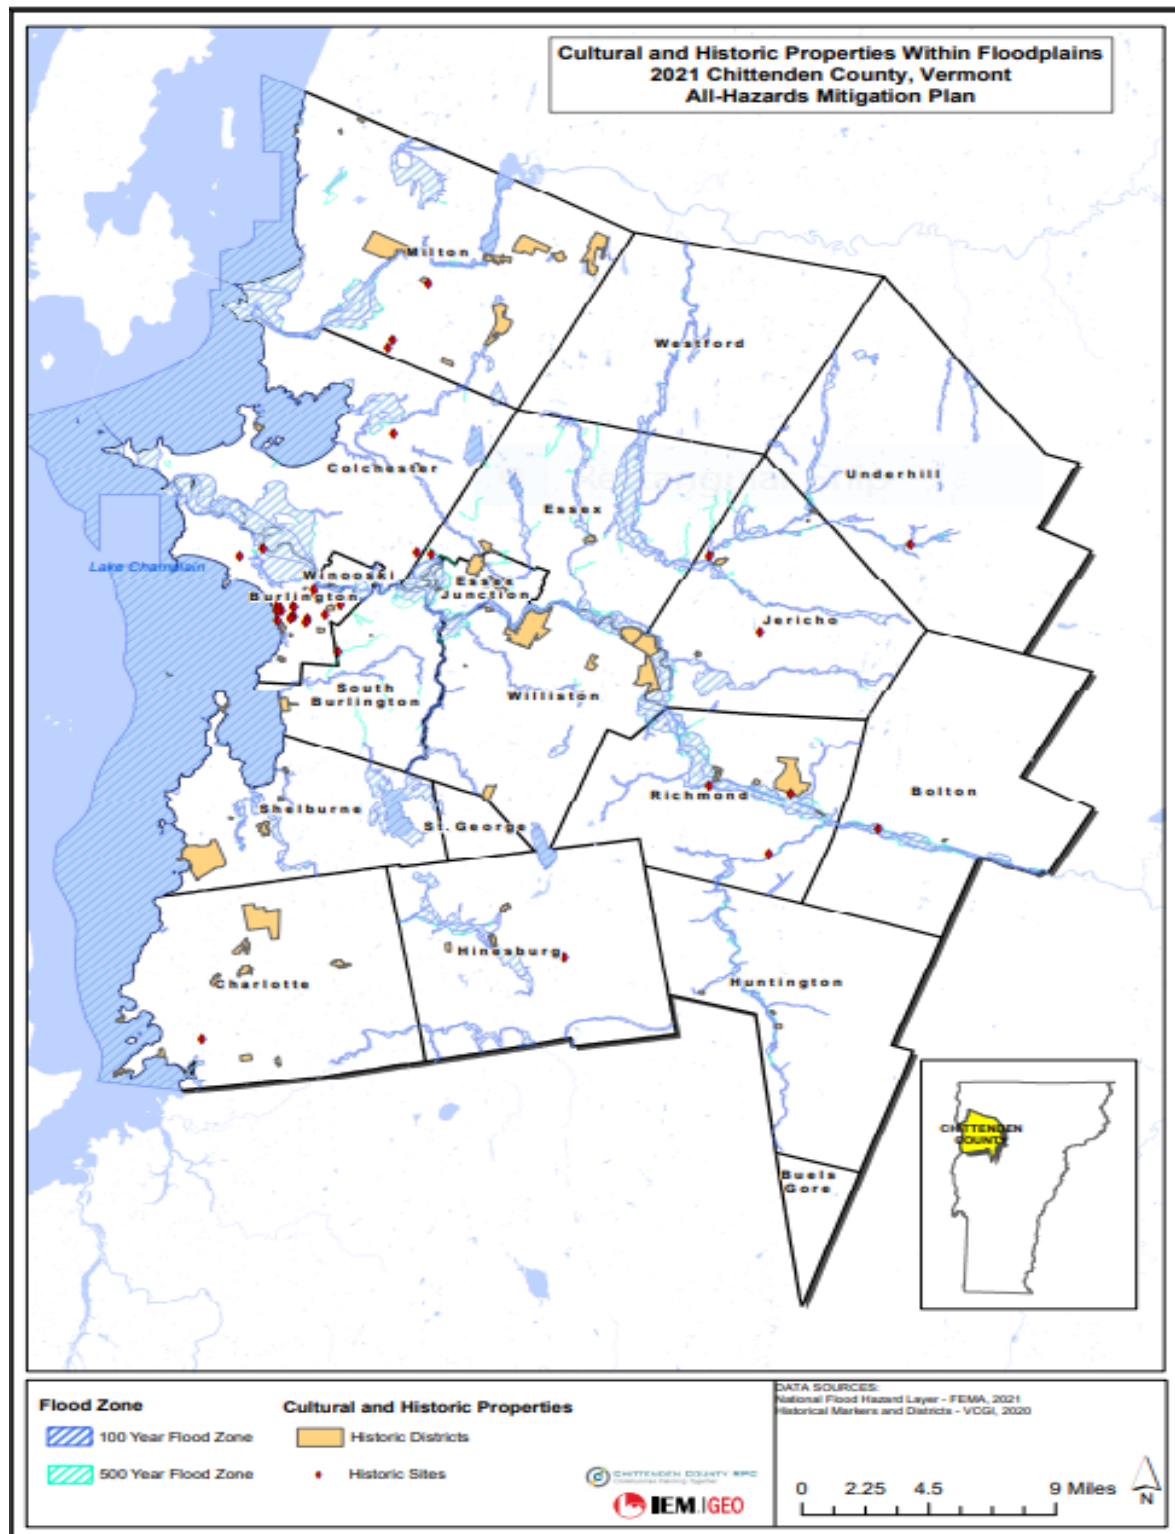 Cultural and Historic Properties Within Floodplains
2021 Chittenden County, Vermont
All-Hazards Mitigation Plan
Milton
Westford
Underhill
Colchester
Essex
Lake Champlain
Winooski
Essex
Junction
Burlington
Jericho
South
Burlington
Williston
Richmond
Bolton
Shelburne
St. George
Hinesburg
Charlotte
Huntington
Buels
Gore
CHITTENDEN
COUNTY
Flood Zone
100 Year Flood Zone
500 Year Flood Zone
Cultural and Historic Properties
Historic Districts
Historic Sites
CHITTENDEN COUNTY RPC
Communities Planning Together
IEM.|GEO
DATA SOURCES:
National Flood Hazard Layer - FEMA, 2021
Historical Markers and Districts - VCGI, 2020
0 2.25 4.5 9 Miles
N